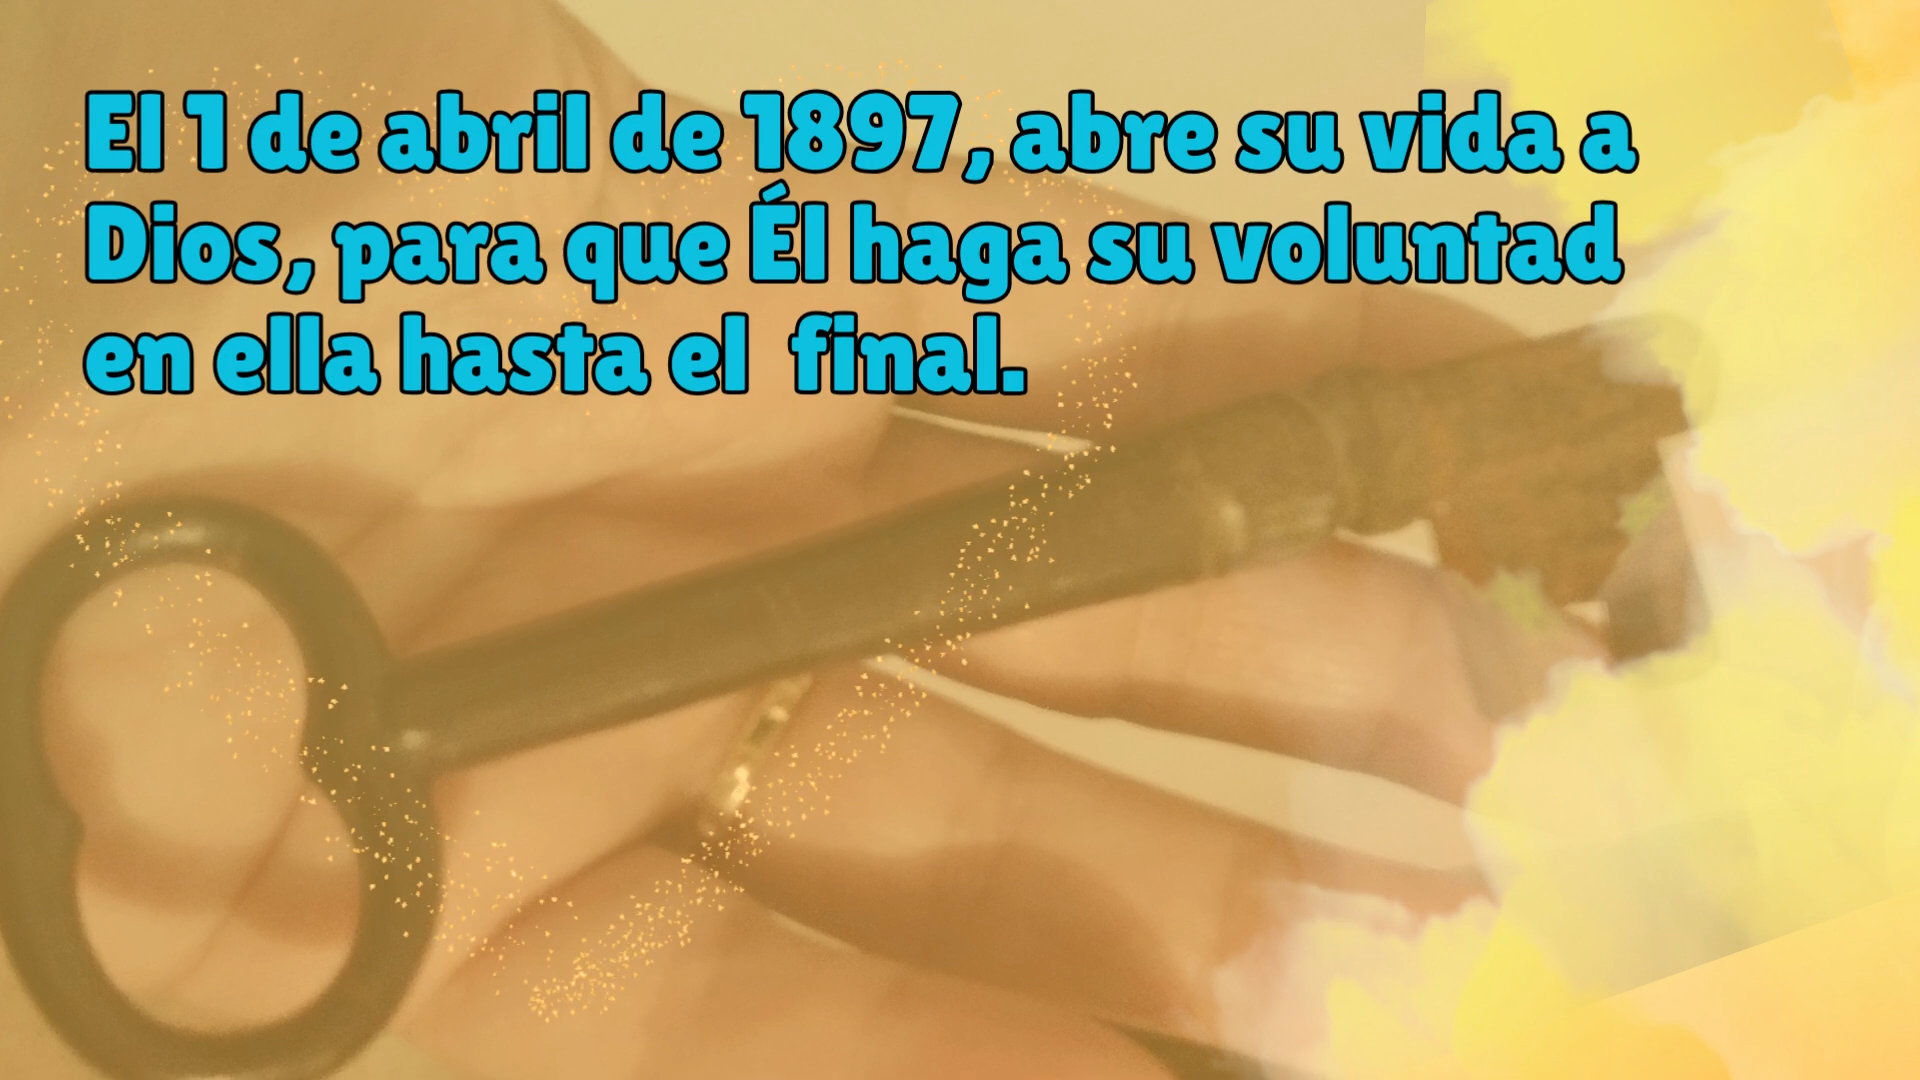 El 1 de abril de 1897, abre su vida a
Dios, para que Él haga su voluntad
en ella hasta el  final.